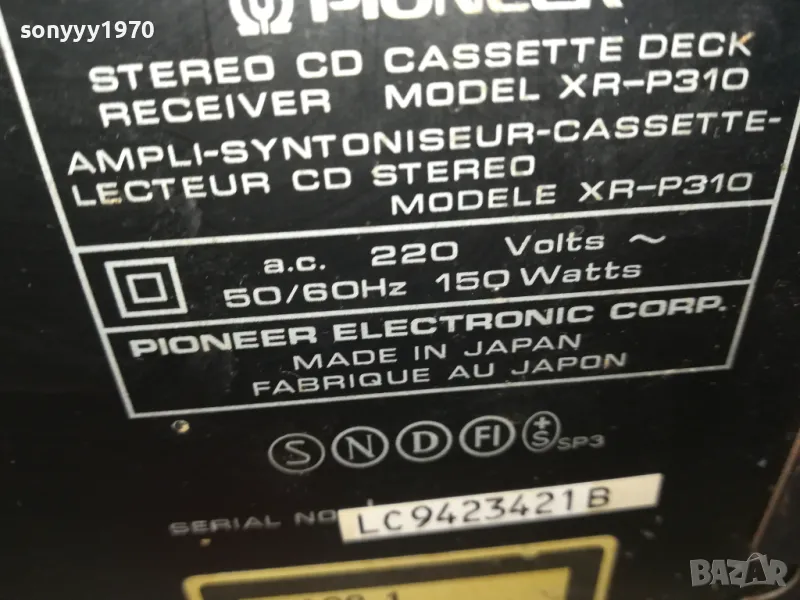 sonyyy1970
PIONEER
STEREO CD CASSETTE DECK
RECEIVER MODEL XR-P310
AMPLI-SYNTONISEUR-CASSETTE-
LECTEUR CD STEREO
MODELE XR-P310
a.c. 220 Volts ~
50/60Hz 150 Watts
PIONEER ELECTRONIC CORP.
MADE IN JAPAN
FABRIQUE AU JAPON
S N D FI +S SP3
SERIAL NO. LC9423421B
BAZAR